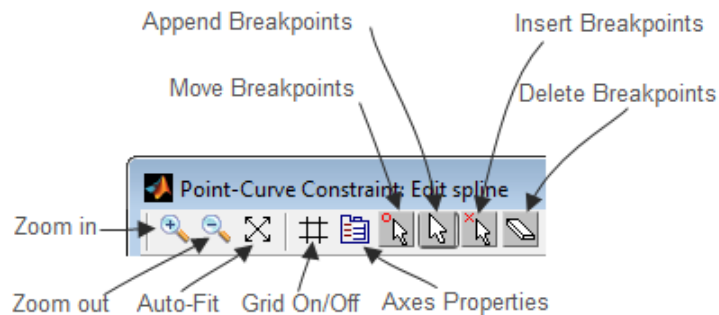 Append Breakpoints
Insert Breakpoints
Move Breakpoints
Delete Breakpoints
Point-Curve Constraint: Edit spline
Zoom in
Zoom out
Auto-Fit
Grid On/Off
Axes Properties